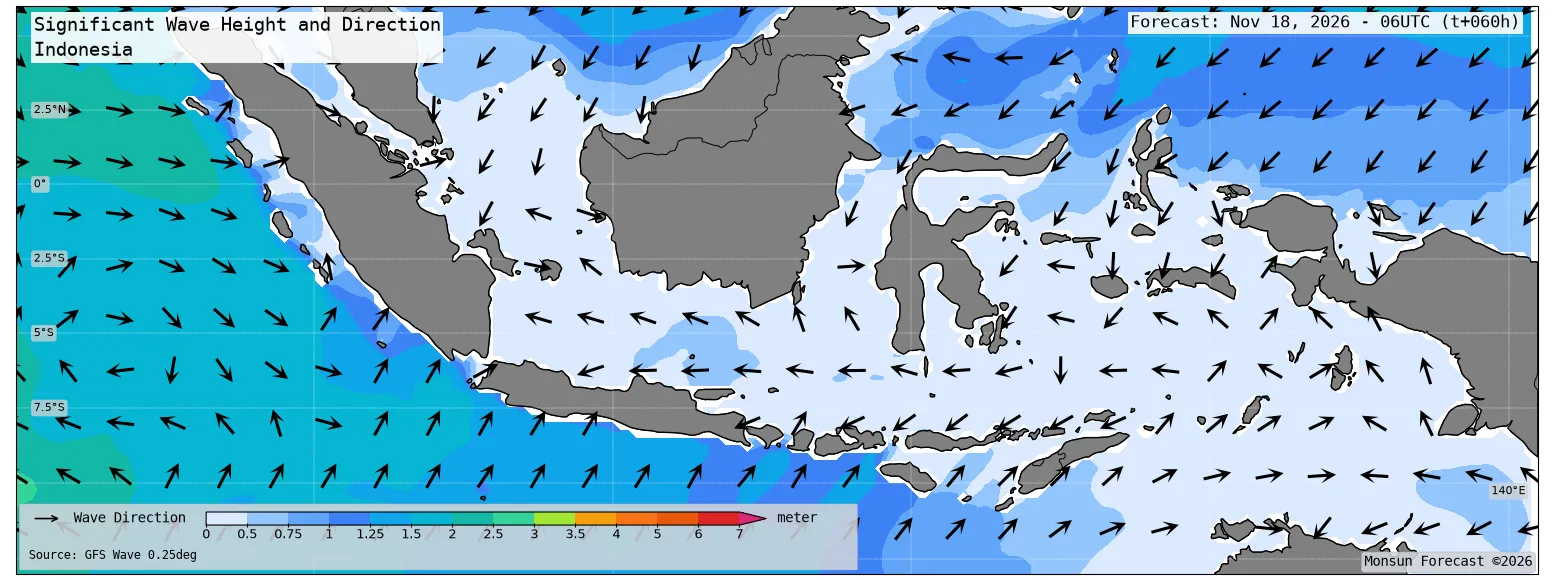 Significant Wave Height and Direction
Indonesia
Forecast: Nov 18, 2026 - 06UTC (t+060h)
2.5°N
0°
2.5°S
5°S
7.5°S
140°E
Wave Direction
0 0.5 0.75 1 1.25 1.5 2 2.5 3 3.5 4 5 6 7
meter
Source: GFS Wave 0.25deg
Monsun Forecast ©2026